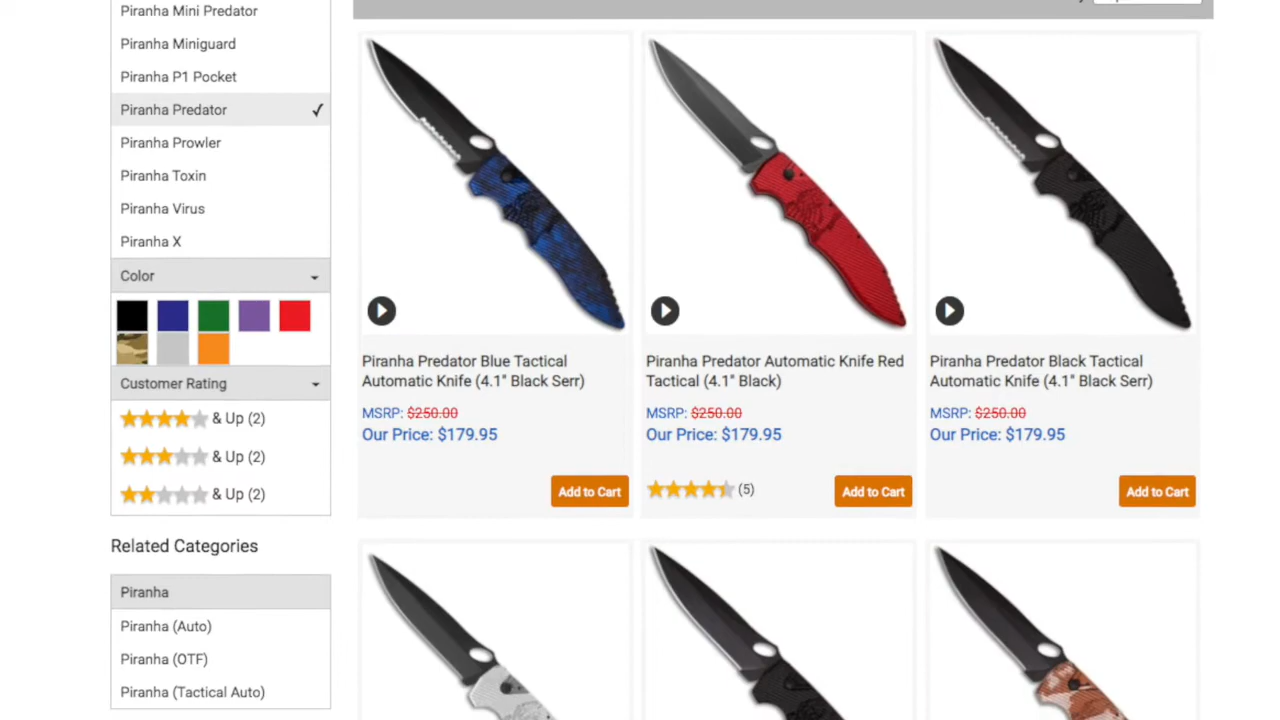 Piranha Mini Predator
Piranha Miniguard
Piranha P1 Pocket
Piranha Predator
Piranha Prowler
Piranha Toxin
Piranha Virus
Piranha X
Color
Customer Rating
& Up (2)
& Up (2)
& Up (2)
Related Categories
Piranha
Piranha (Auto)
Piranha (OTF)
Piranha (Tactical Auto)
Piranha Predator Blue Tactical
Automatic Knife (4.1" Black Serr)
MSRP: $250.00
Our Price: $179.95
Add to Cart
Piranha Predator Automatic Knife Red
Tactical (4.1" Black)
MSRP: $250.00
Our Price: $179.95
(5)
Add to Cart
Piranha Predator Black Tactical
Automatic Knife (4.1" Black Serr)
MSRP: $250.00
Our Price: $179.95
Add to Cart